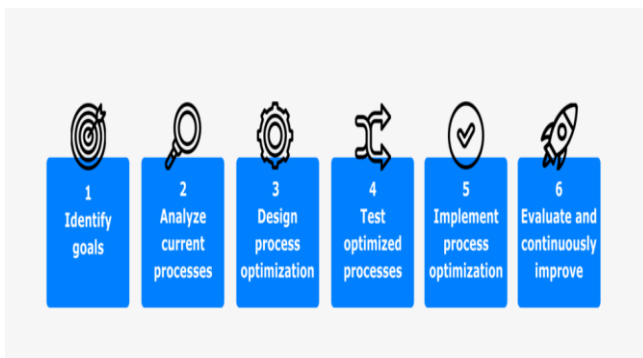 1
Identify
goals
2
Analyze
current
processes
3
Design
process
optimization
4
Test
optimized
processes
5
Implement
process
optimization
6
Evaluate and
continuously
improve